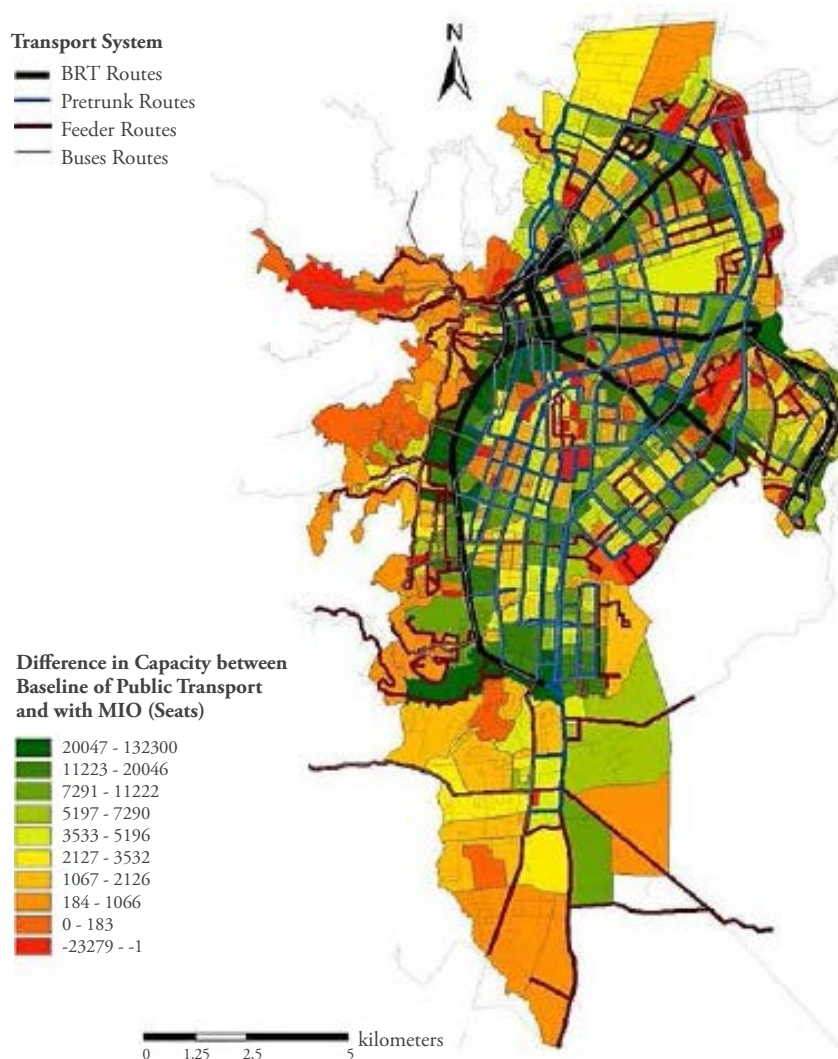 Transport System
BRT Routes
Pretrunk Routes
Feeder Routes
Buses Routes
N
Difference in Capacity between
Baseline of Public Transport
and with MIO (Seats)
20047 - 132300
11223 - 20046
7291 - 11222
5197 - 7290
3533 - 5196
2127 - 3532
1067 - 2126
184 - 1066
0 - 183
-23279 - -1
kilometers
0 1.25 2.5 5